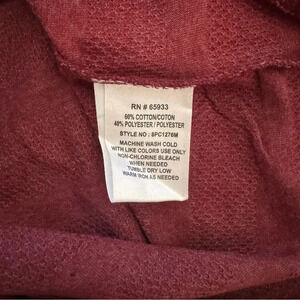 RN # 65933
60% COTTON/COTON
40% POLYESTER / POLYESTER
STYLE NO : 8PC1276M
MACHINE WASH COLD
WITH LIKE COLORS USE ONLY
NON-CHLORINE BLEACH
WHEN NEEDED
TUMBLE DRY LOW
WARM IRON AS NEEDED